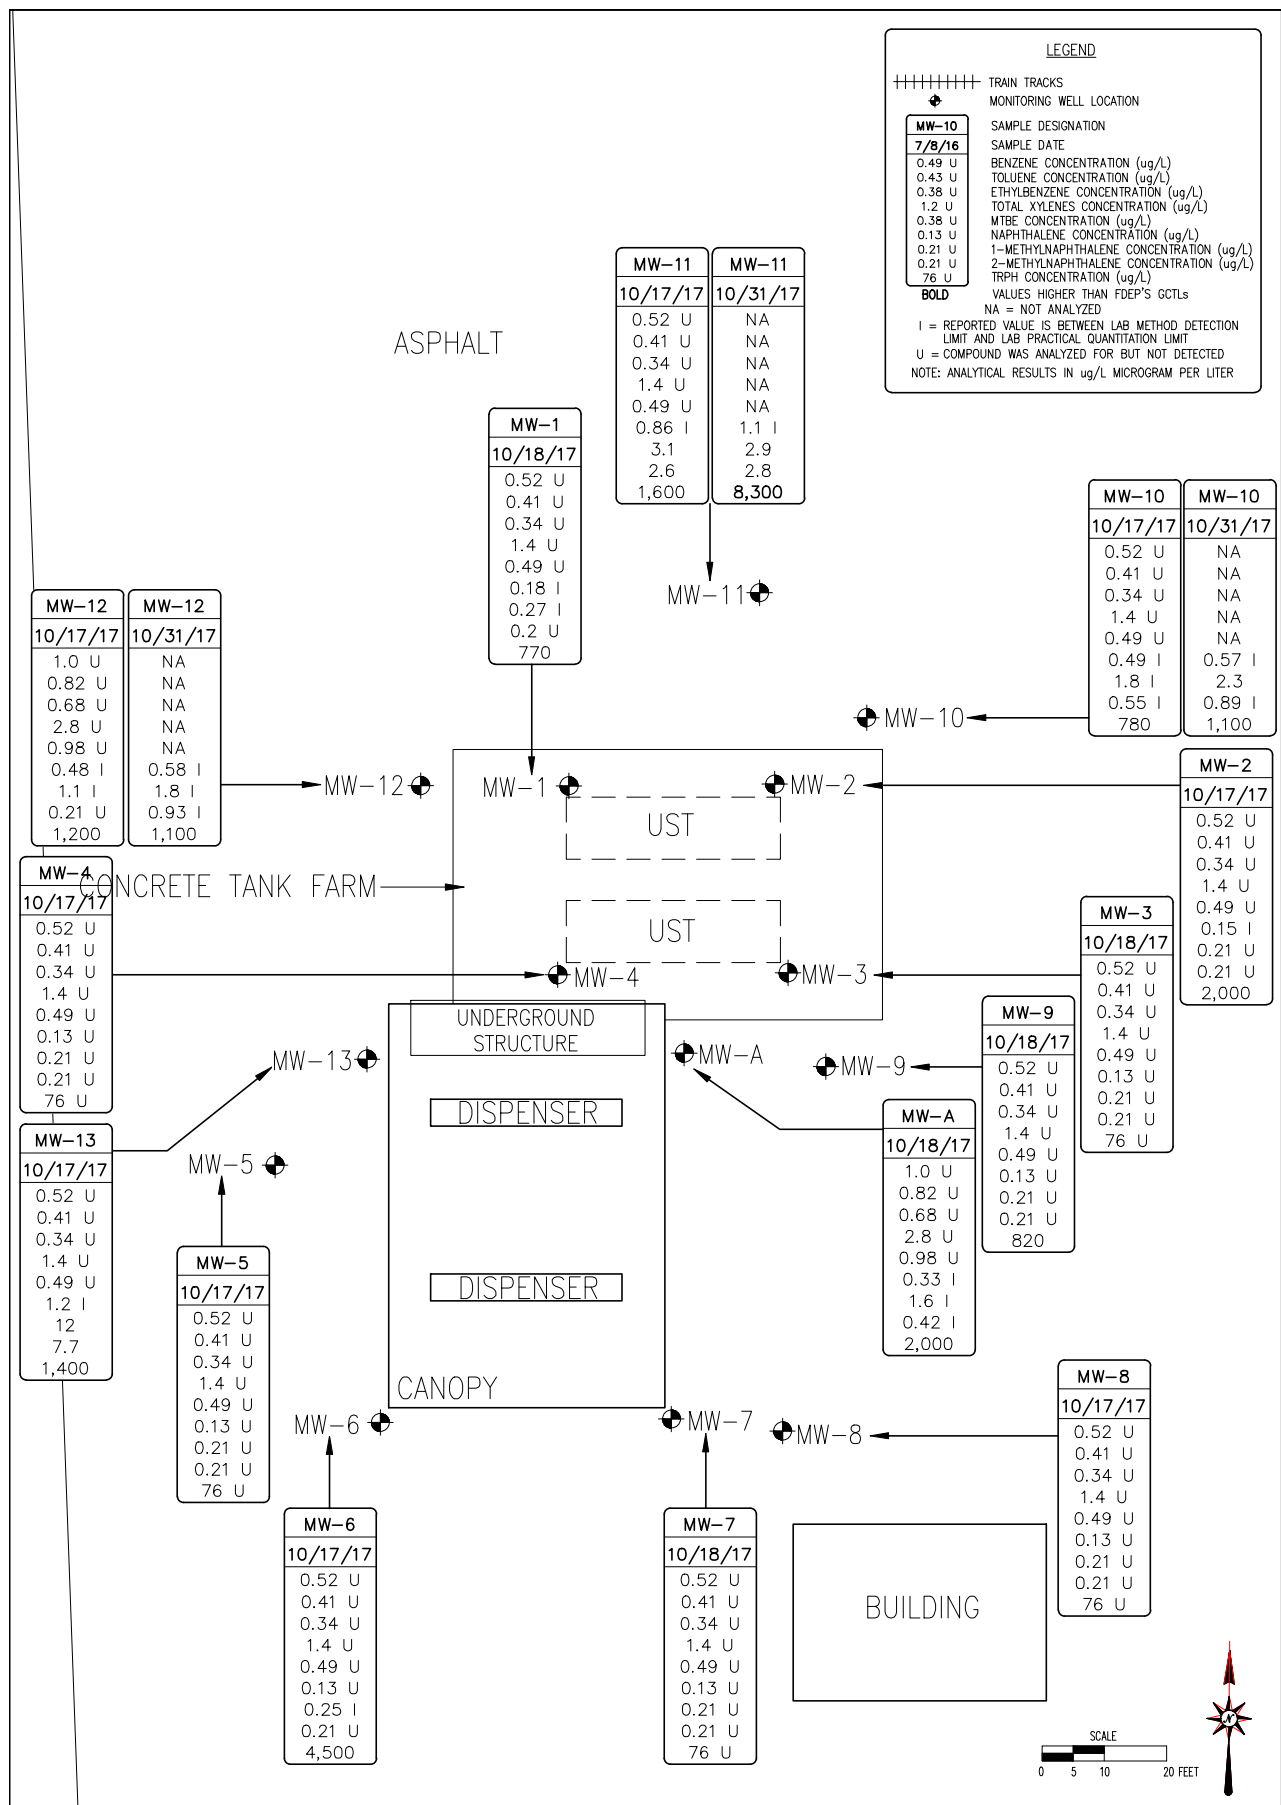 LEGEND
TRAIN TRACKS
MONITORING WELL LOCATION
MW-10 SAMPLE DESIGNATION
7/8/16 SAMPLE DATE
0.49 U BENZENE CONCENTRATION (ug/L)
0.43 U TOLUENE CONCENTRATION (ug/L)
0.38 U ETHYLBENZENE CONCENTRATION (ug/L)
1.2 U TOTAL XYLENES CONCENTRATION (ug/L)
0.38 U MTBE CONCENTRATION (ug/L)
0.13 U NAPHTHALENE CONCENTRATION (ug/L)
0.21 U 1-METHYLNAPHTHALENE CONCENTRATION (ug/L)
0.21 U 2-METHYLNAPHTHALENE CONCENTRATION (ug/L)
76 U TRPH CONCENTRATION (ug/L)
BOLD VALUES HIGHER THAN FDEP'S GCTLs
NA = NOT ANALYZED
I = REPORTED VALUE IS BETWEEN LAB METHOD DETECTION
LIMIT AND LAB PRACTICAL QUANTITATION LIMIT
U = COMPOUND WAS ANALYZED FOR BUT NOT DETECTED
NOTE: ANALYTICAL RESULTS IN ug/L MICROGRAM PER LITER
ASPHALT
MW-11 MW-11
10/17/17 10/31/17
0.52 U NA
0.41 U NA
0.34 U NA
1.4 U NA
0.49 U NA
0.86 I 1.1 I
3.1 2.9
2.6 2.8
1,600 8,300
MW-11
MW-1
10/18/17
0.52 U
0.41 U
0.34 U
1.4 U
0.49 U
0.18 I
0.27 I
0.2 U
770
MW-10 MW-10
10/17/17 10/31/17
0.52 U NA
0.41 U NA
0.34 U NA
1.4 U NA
0.49 U NA
0.49 I 0.57 I
1.8 I 2.3
0.55 I 0.89 I
780 1,100
MW-10
MW-12 MW-12
10/17/17 10/31/17
1.0 U NA
0.82 U NA
0.68 U NA
2.8 U NA
0.98 U NA
0.48 I 0.58 I
1.1 I 1.8 I
0.21 U 0.93 I
1,200 1,100
MW-12
MW-1
MW-2
MW-2
10/17/17
0.52 U
0.41 U
0.34 U
1.4 U
0.49 U
0.15 I
0.21 U
0.21 U
2,000
UST
CONCRETE TANK FARM
UST
MW-4
10/17/17
0.52 U
0.41 U
0.34 U
1.4 U
0.49 U
0.13 U
0.21 U
0.21 U
76 U
MW-4
MW-3
MW-3
10/18/17
0.52 U
0.41 U
0.34 U
1.4 U
0.49 U
0.13 U
0.21 U
0.21 U
76 U
UNDERGROUND
STRUCTURE
MW-13
MW-A
MW-9
MW-9
10/18/17
0.52 U
0.41 U
0.34 U
1.4 U
0.49 U
0.13 U
0.21 U
0.21 U
820
DISPENSER
MW-A
10/18/17
1.0 U
0.82 U
0.68 U
2.8 U
0.98 U
0.33 I
1.6 I
0.42 I
2,000
MW-13
10/17/17
0.52 U
0.41 U
0.34 U
1.4 U
0.49 U
1.2 I
12
7.7
1,400
MW-5
MW-5
10/17/17
0.52 U
0.41 U
0.34 U
1.4 U
0.49 U
0.13 U
0.21 U
0.21 U
76 U
DISPENSER
CANOPY
MW-6
MW-7
MW-8
MW-8
10/17/17
0.52 U
0.41 U
0.34 U
1.4 U
0.49 U
0.13 U
0.21 U
0.21 U
76 U
MW-6
10/17/17
0.52 U
0.41 U
0.34 U
1.4 U
0.49 U
0.13 U
0.25 I
0.21 U
4,500
MW-7
10/18/17
0.52 U
0.41 U
0.34 U
1.4 U
0.49 U
0.13 U
0.21 U
0.21 U
76 U
BUILDING
N
SCALE
0 5 10 20 FEET